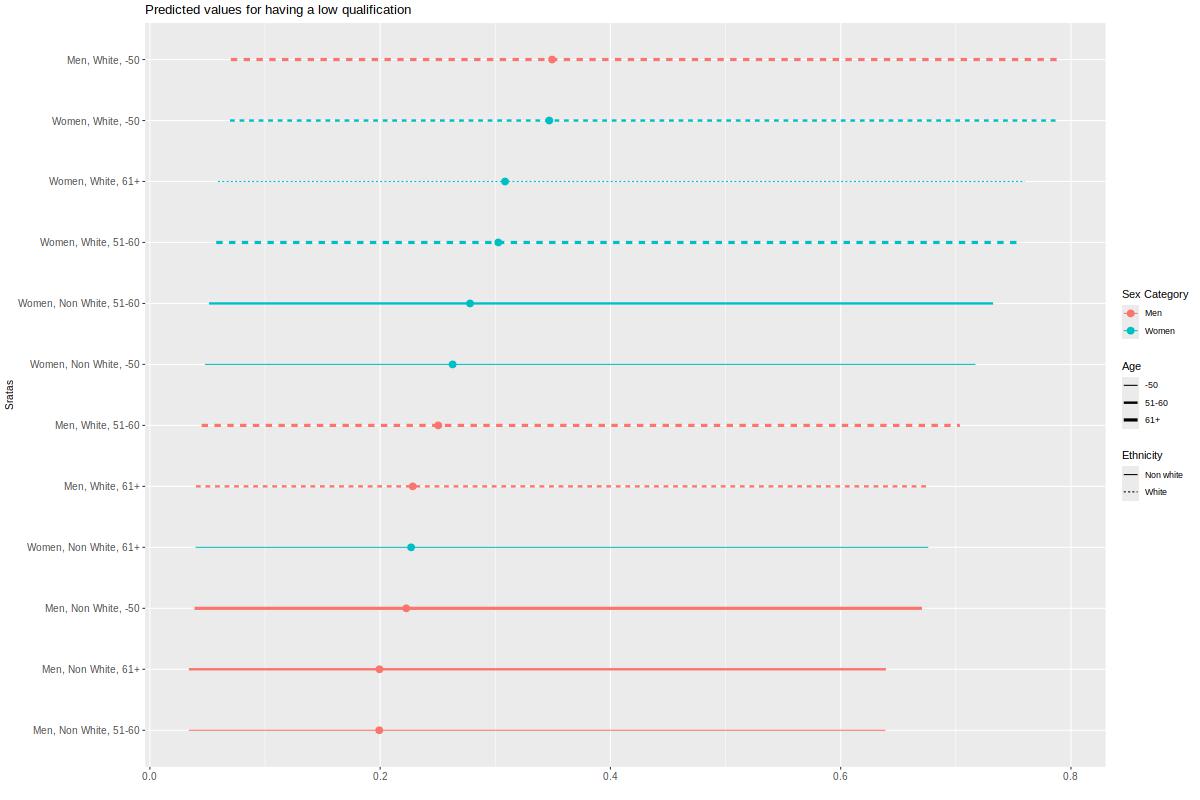 Predicted values for having a low qualification
Sratas
Men, White, -50
Women, White, -50
Women, White, 61+
Women, White, 51-60
Women, Non White, 51-60
Women, Non White, -50
Men, White, 51-60
Men, White, 61+
Women, Non White, 61+
Men, Non White, -50
Men, Non White, 61+
Men, Non White, 51-60
0.0 0.2 0.4 0.6 0.8
Sex Category
Men
Women
Age
-50
51-60
61+
Ethnicity
Non white
White